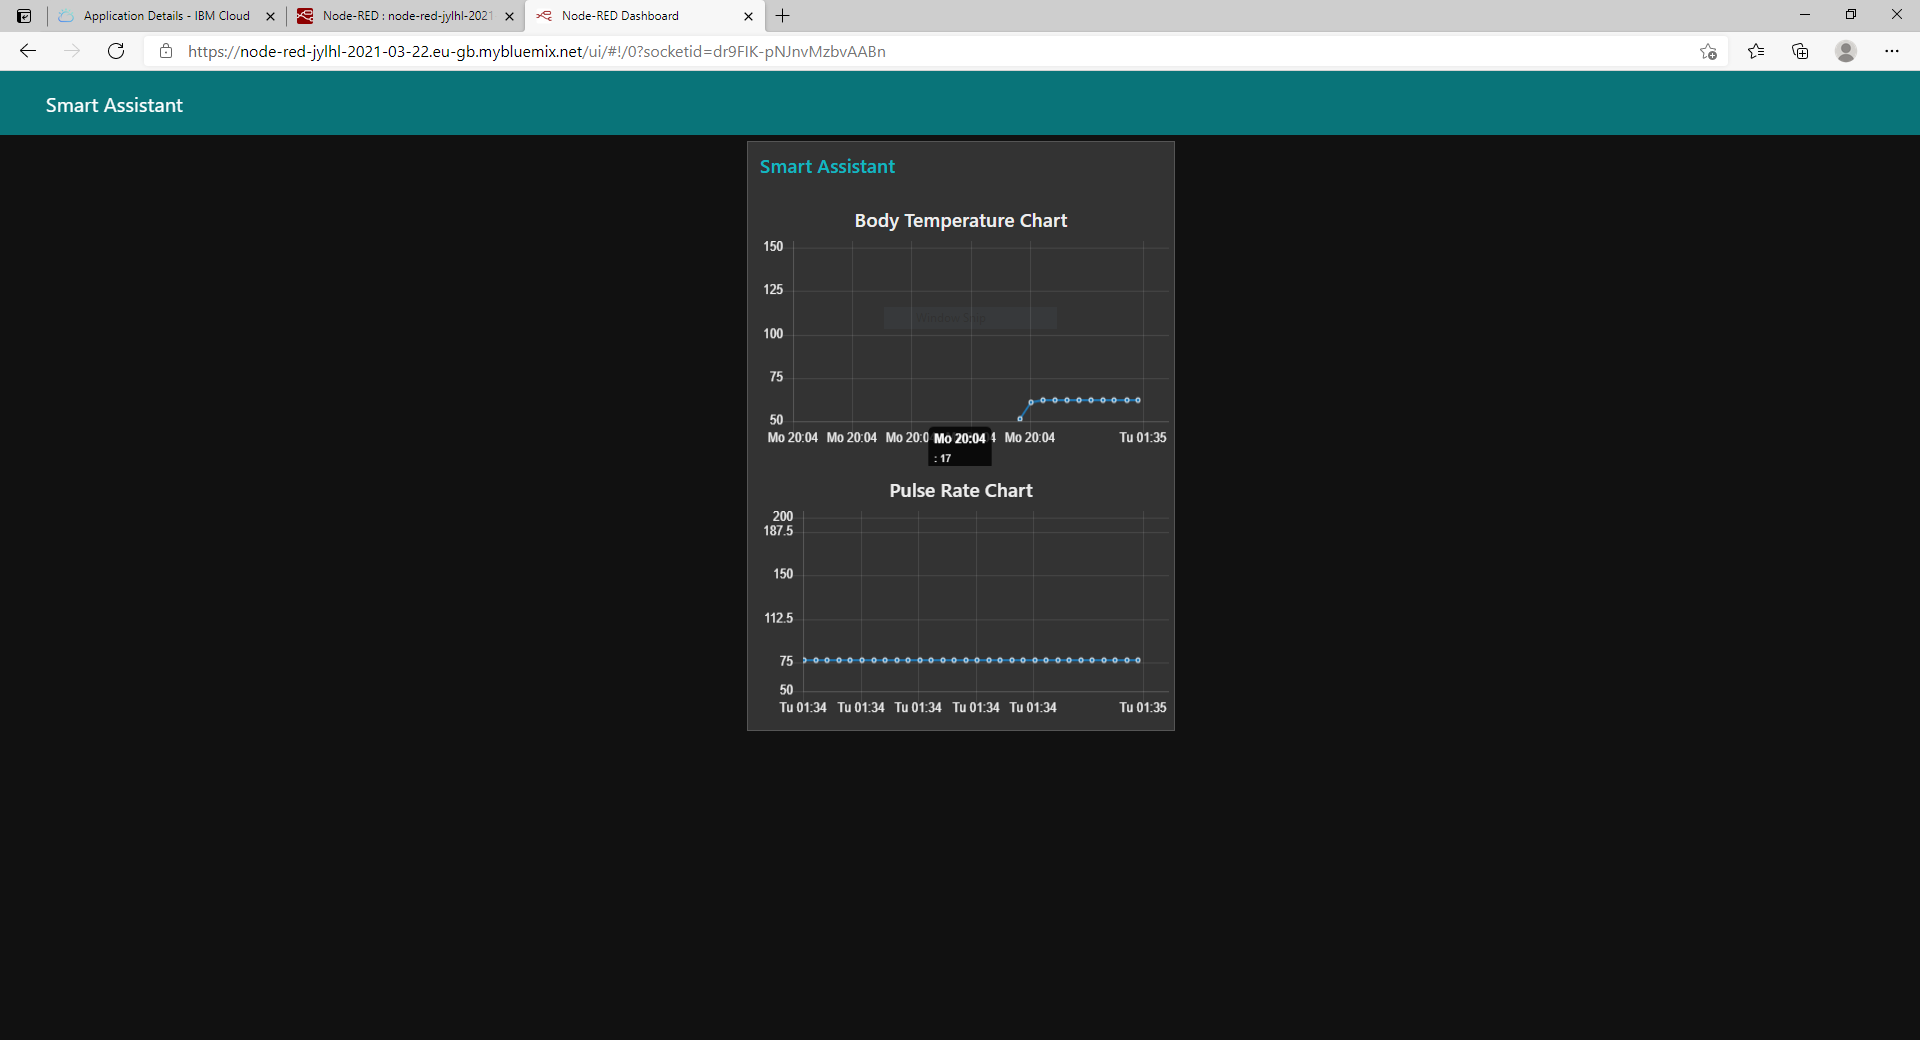 Application Details - IBM Cloud
Node-RED : node-red-jylhl-2021
Node-RED Dashboard
https://node-red-jylhl-2021-03-22.eu-gb.mybluemix.net/ui/#!/0?socketid=dr9FIK-pNJnvMzbvAABn
Smart Assistant
Smart Assistant
Body Temperature Chart
150
125
100
Window Snip
75
50
Mo 20:04 Mo 20:04 Mo 20:0 4 Mo 20:04 Tu 01:35
Mo 20:04
: 17
Pulse Rate Chart
200
187.5
150
112.5
75
50
Tu 01:34 Tu 01:34 Tu 01:34 Tu 01:34 Tu 01:34 Tu 01:35